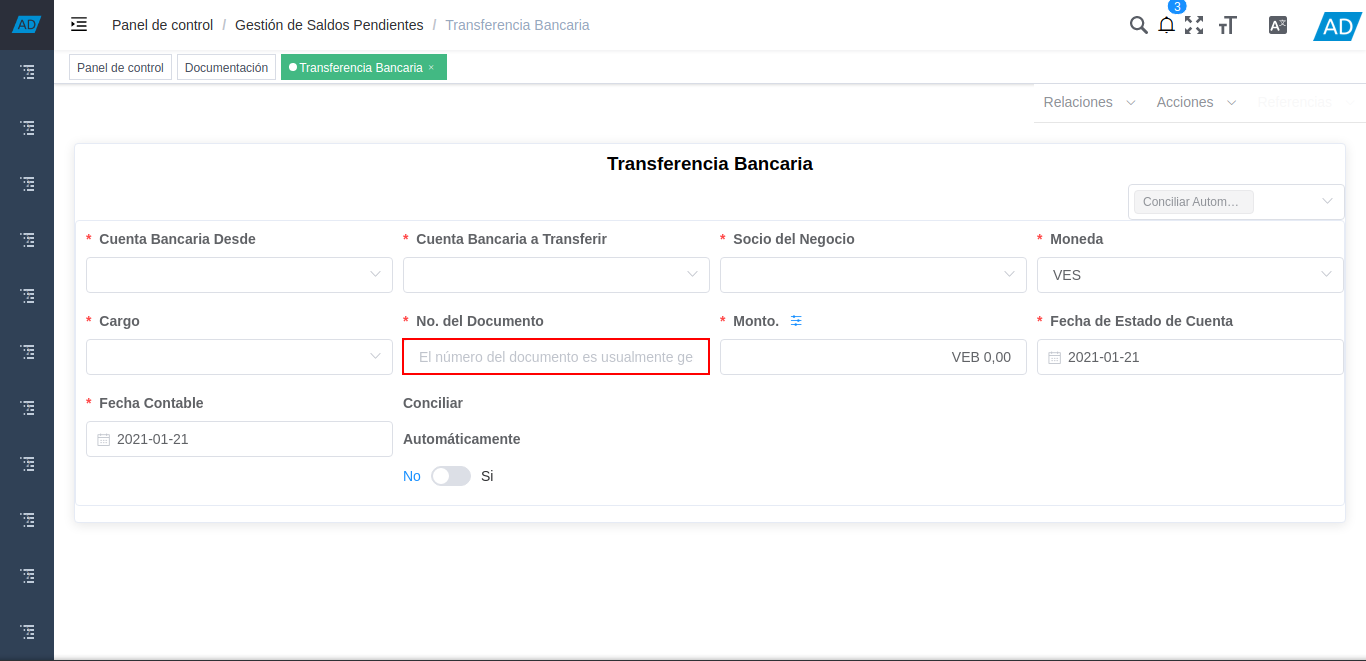 AD
Panel de control / Gestión de Saldos Pendientes / Transferencia Bancaria
3
AD
Panel de control
Documentación
Transferencia Bancaria ×
Relaciones
Acciones
Referencias
Transferencia Bancaria
Conciliar Autom...
* Cuenta Bancaria Desde
* Cuenta Bancaria a Transferir
* Socio del Negocio
* Moneda
VES
* Cargo
* No. del Documento
* Monto.
* Fecha de Estado de Cuenta
El número del documento es usualmente ge
VEB 0,00
2021-01-21
* Fecha Contable
Conciliar
Automáticamente
2021-01-21
No
Si